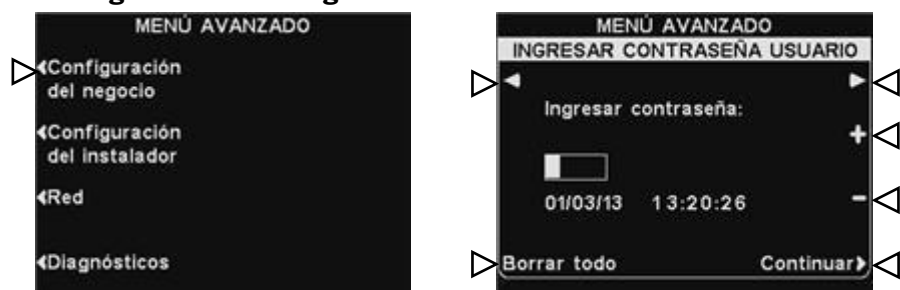 MENÚ AVANZADO
Configuración
del negocio
Configuración
del instalador
Red
Diagnósticos
MENÚ AVANZADO
INGRESAR CONTRASEÑA USUARIO
Ingresar contraseña:
+
01/03/13 13:20:26 -
Borrar todo Continuar